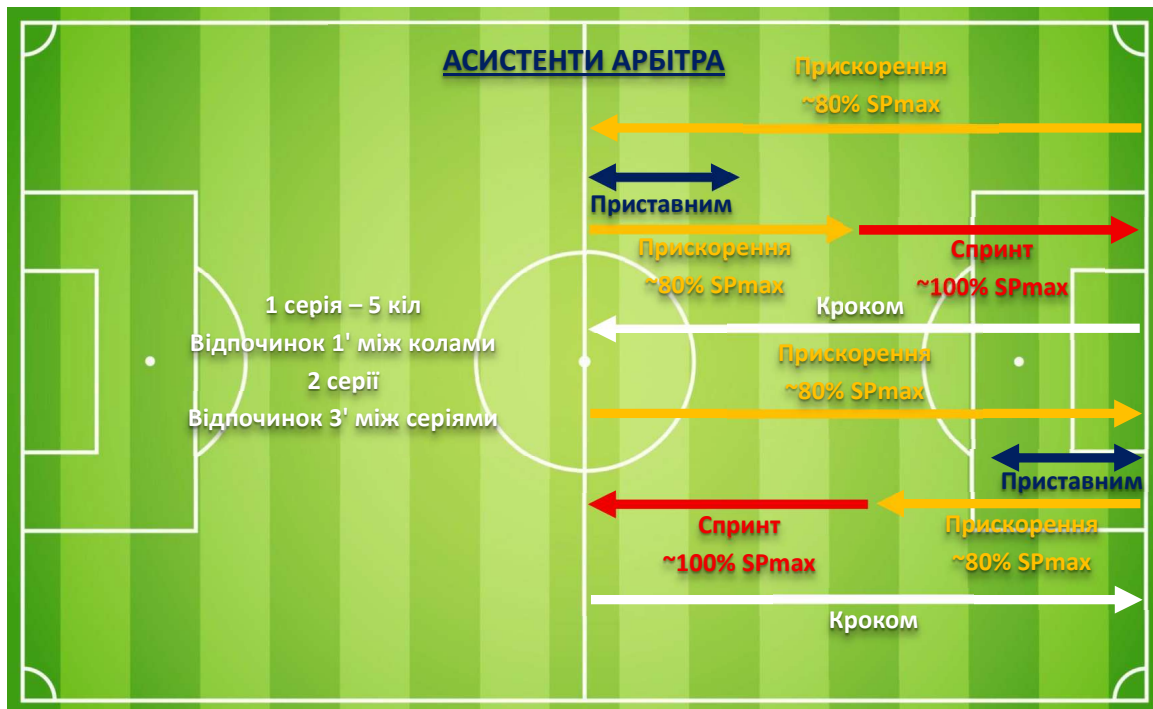 АСИСТЕНТИ АРБІТРА
Прискорення
~80% SPmax
Приставним
Прискорення
~80% SPmax
Спринт
~100% SPmax
1 серія – 5 кіл
Відпочинок 1' між колами
2 серії
Відпочинок 3' між серіями
Кроком
Прискорення
~80% SPmax
Приставним
Спринт
~100% SPmax
Прискорення
~80% SPmax
Кроком